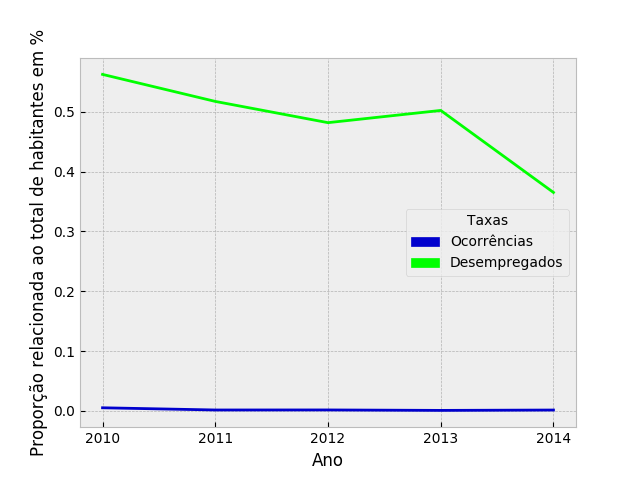 Proporção relacionada ao total de habitantes em %
0.5
0.4
0.3
0.2
0.1
0.0
Taxas
Ocorrências
Desempregados
2010 2011 2012 2013 2014
Ano